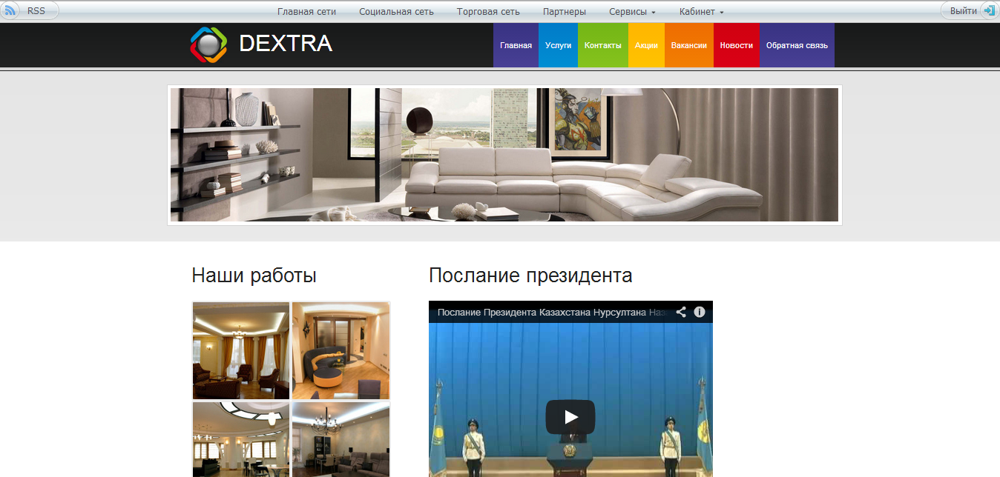 RSS Главная сети Социальная сеть Торговая сеть Партнеры Сервисы Кабинет Выйти
DEXTRA
Главная Услуги Контакты Акции Вакансии Новости Обратная связь
Наши работы
Послание президента
Послание Президента Казахстана Нурсултана Наз